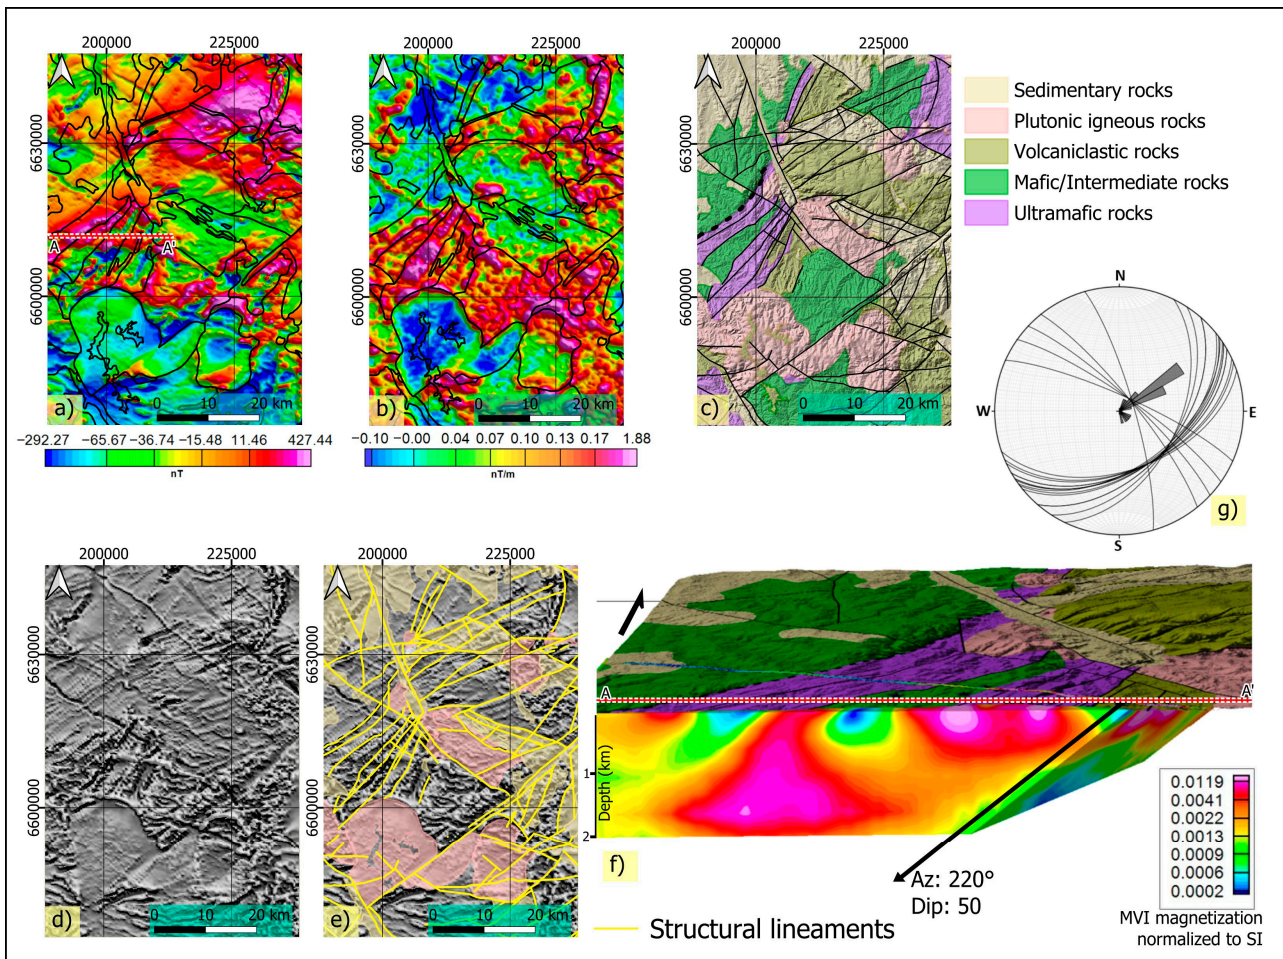 200000 225000
6630000
6600000
A A'
a)
0 10 20 km
−292.27 −65.67 −36.74 −15.48 11.46 427.44
nT
200000 225000
6630000
6600000
b)
0 10 20 km
−0.10 −0.00 0.04 0.07 0.10 0.13 0.17 1.88
nT/m
200000 225000
6630000
6600000
c)
0 10 20 km
Sedimentary rocks
Plutonic igneous rocks
Volcaniclastic rocks
Mafic/Intermediate rocks
Ultramafic rocks
N
W E
S
g)
200000 225000
6630000
6600000
d)
0 10 20 km
200000 225000
6630000
6600000
e)
0 10 20 km
A A'
Depth (km)
1
2
f)
Az: 220°
Dip: 50
Structural lineaments
0.0119
0.0041
0.0022
0.0013
0.0009
0.0006
0.0002
MVI magnetization
normalized to SI